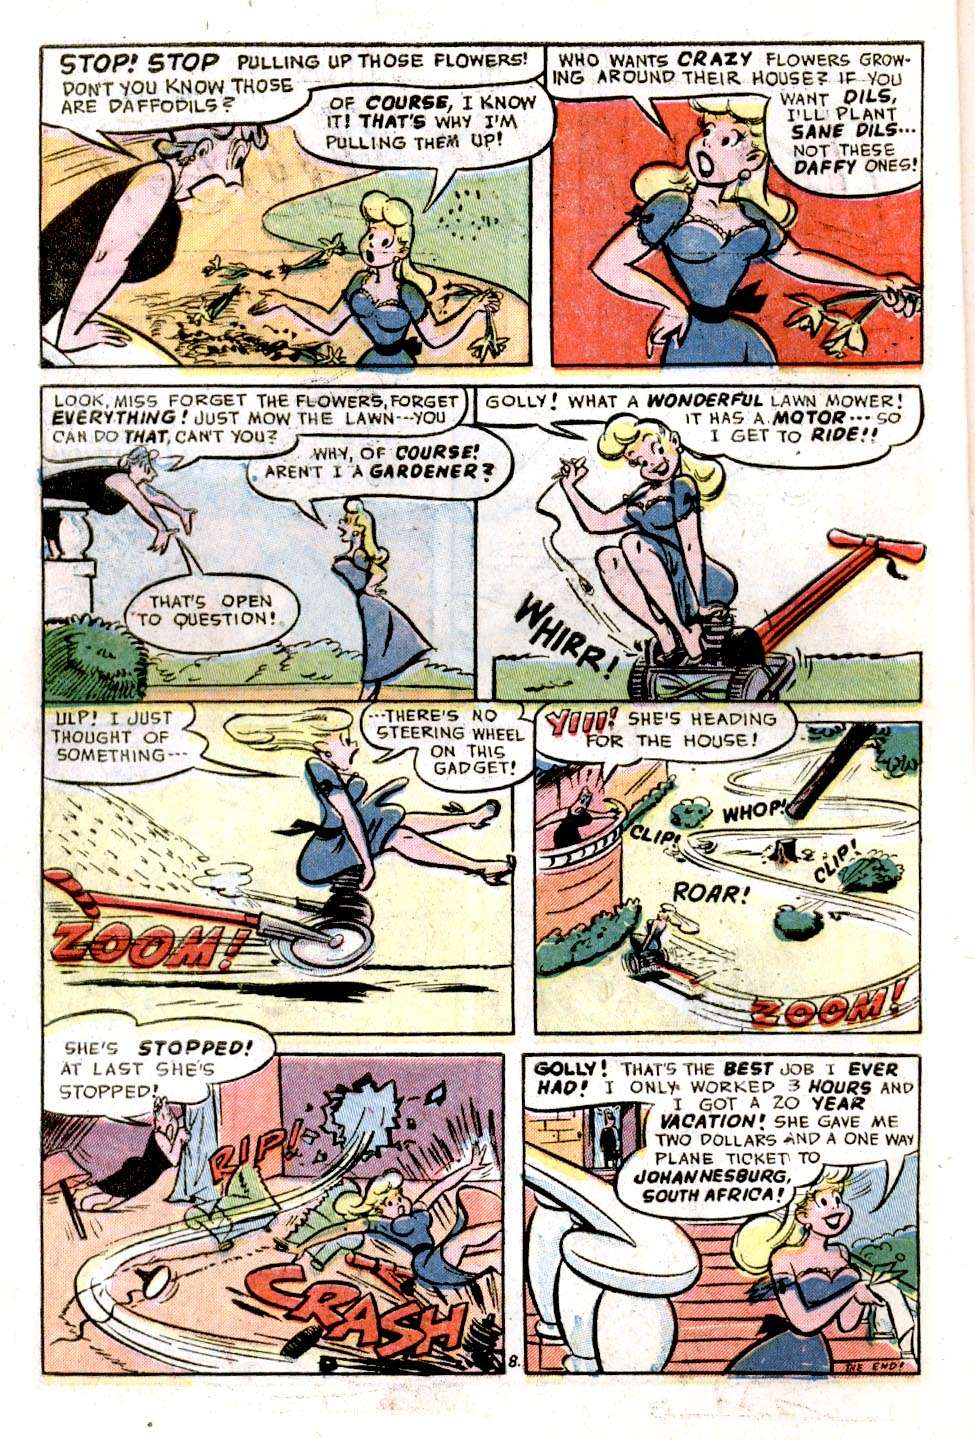 STOP! STOP PULLING UP THOSE FLOWERS!
DON'T YOU KNOW THOSE
ARE DAFFODILS?
OF COURSE, I KNOW
IT! THAT'S WHY I'M
PULLING THEM UP!
WHO WANTS CRAZY FLOWERS GROW-
ING AROUND THEIR HOUSE? IF YOU
WANT DILS,
I'LL PLANT
SANE DILS...
NOT THESE
DAFFY ONES!
LOOK, MISS FORGET THE FLOWERS, FORGET
EVERYTHING! JUST MOW THE LAWN---YOU
CAN DO THAT, CAN'T YOU?
WHY, OF COURSE!
AREN'T I A GARDENER?
THAT'S OPEN
TO QUESTION!
GOLLY! WHAT A WONDERFUL LAWN MOWER!
IT HAS A MOTOR--- SO
I GET TO RIDE!!
WHIRR!
ULP! I JUST
THOUGHT OF
SOMETHING---
---THERE'S NO
STEERING WHEEL
ON THIS
GADGET!
ZOOM!
YIII! SHE'S HEADING
FOR THE HOUSE!
WHOP!
CLIP!
CLIP!
ROAR!
ZOOM!
SHE'S STOPPED!
AT LAST SHE'S
STOPPED!
RIP!
CRASH
8.
GOLLY! THAT'S THE BEST JOB I EVER
HAD! I ONLY WORKED 3 HOURS AND
I GOT A 20 YEAR
VACATION! SHE GAVE ME
TWO DOLLARS AND A ONE WAY
PLANE TICKET TO
JOHANNESBURG,
SOUTH AFRICA!
THE END!